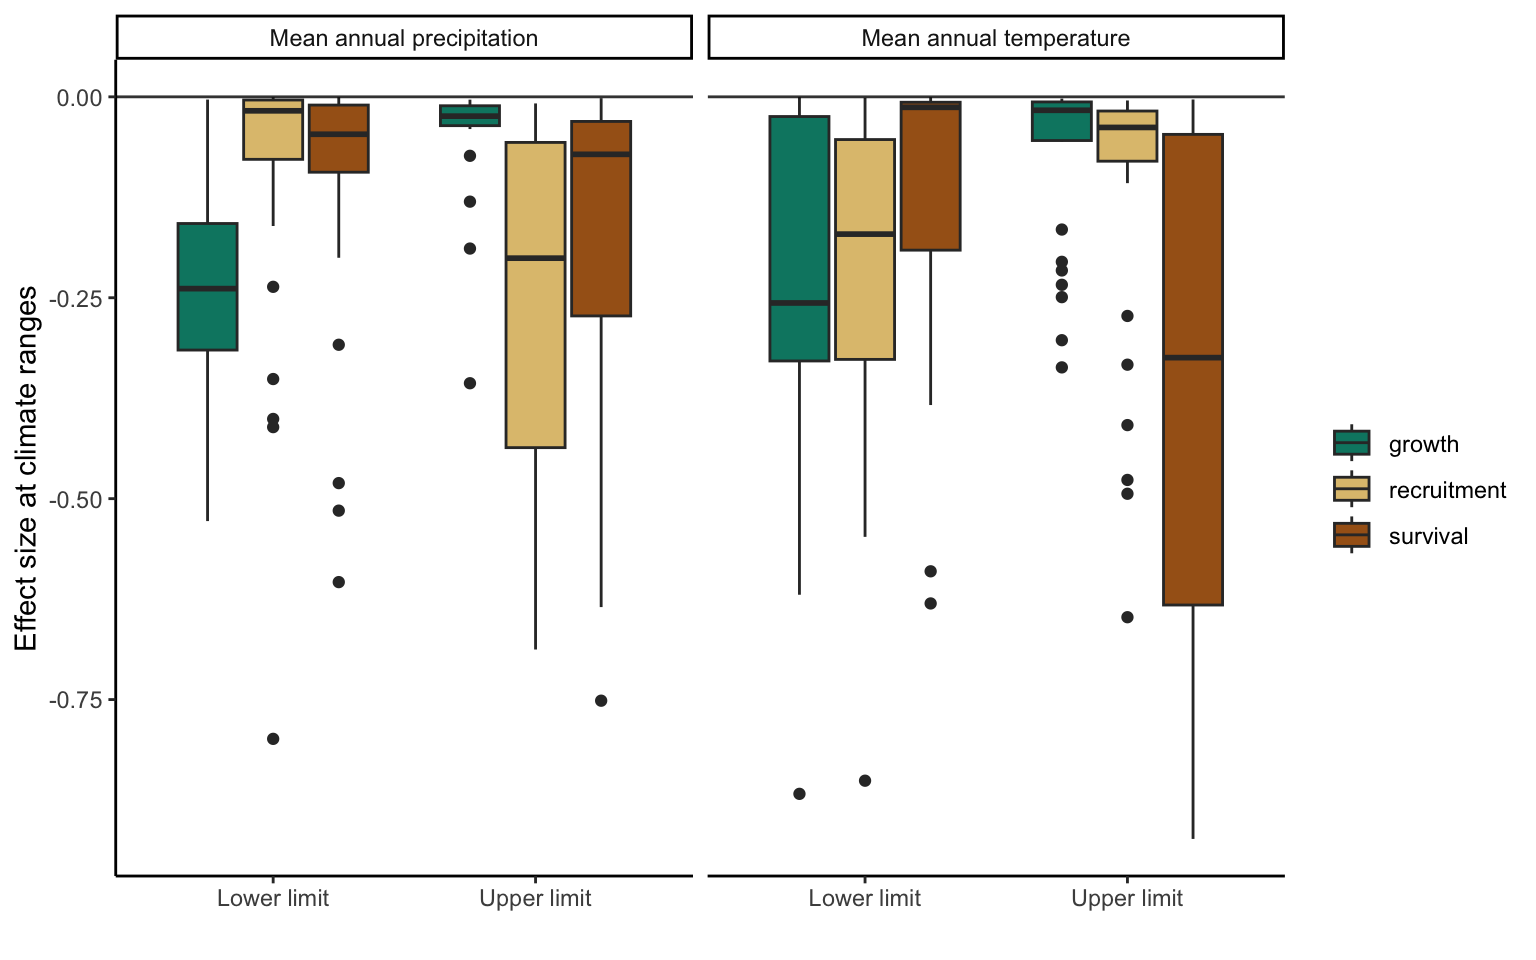 Mean annual precipitation
Mean annual temperature
Effect size at climate ranges
0.00
-0.25
-0.50
-0.75
Lower limit
Upper limit
Lower limit
Upper limit
growth
recruitment
survival